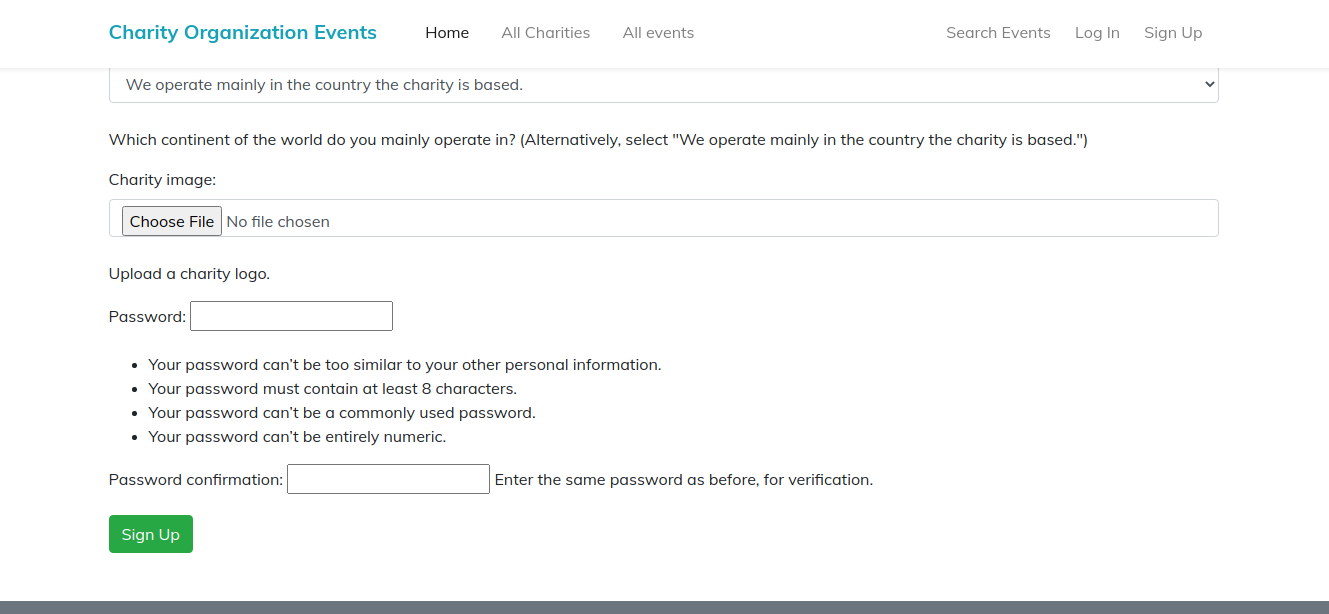 Charity Organization Events Home All Charities All events Search Events Log In Sign Up
We operate mainly in the country the charity is based.
Which continent of the world do you mainly operate in? (Alternatively, select "We operate mainly in the country the charity is based.")
Charity image:
Choose File No file chosen
Upload a charity logo.
Password:
Your password can’t be too similar to your other personal information.
Your password must contain at least 8 characters.
Your password can’t be a commonly used password.
Your password can’t be entirely numeric.
Password confirmation: Enter the same password as before, for verification.
Sign Up